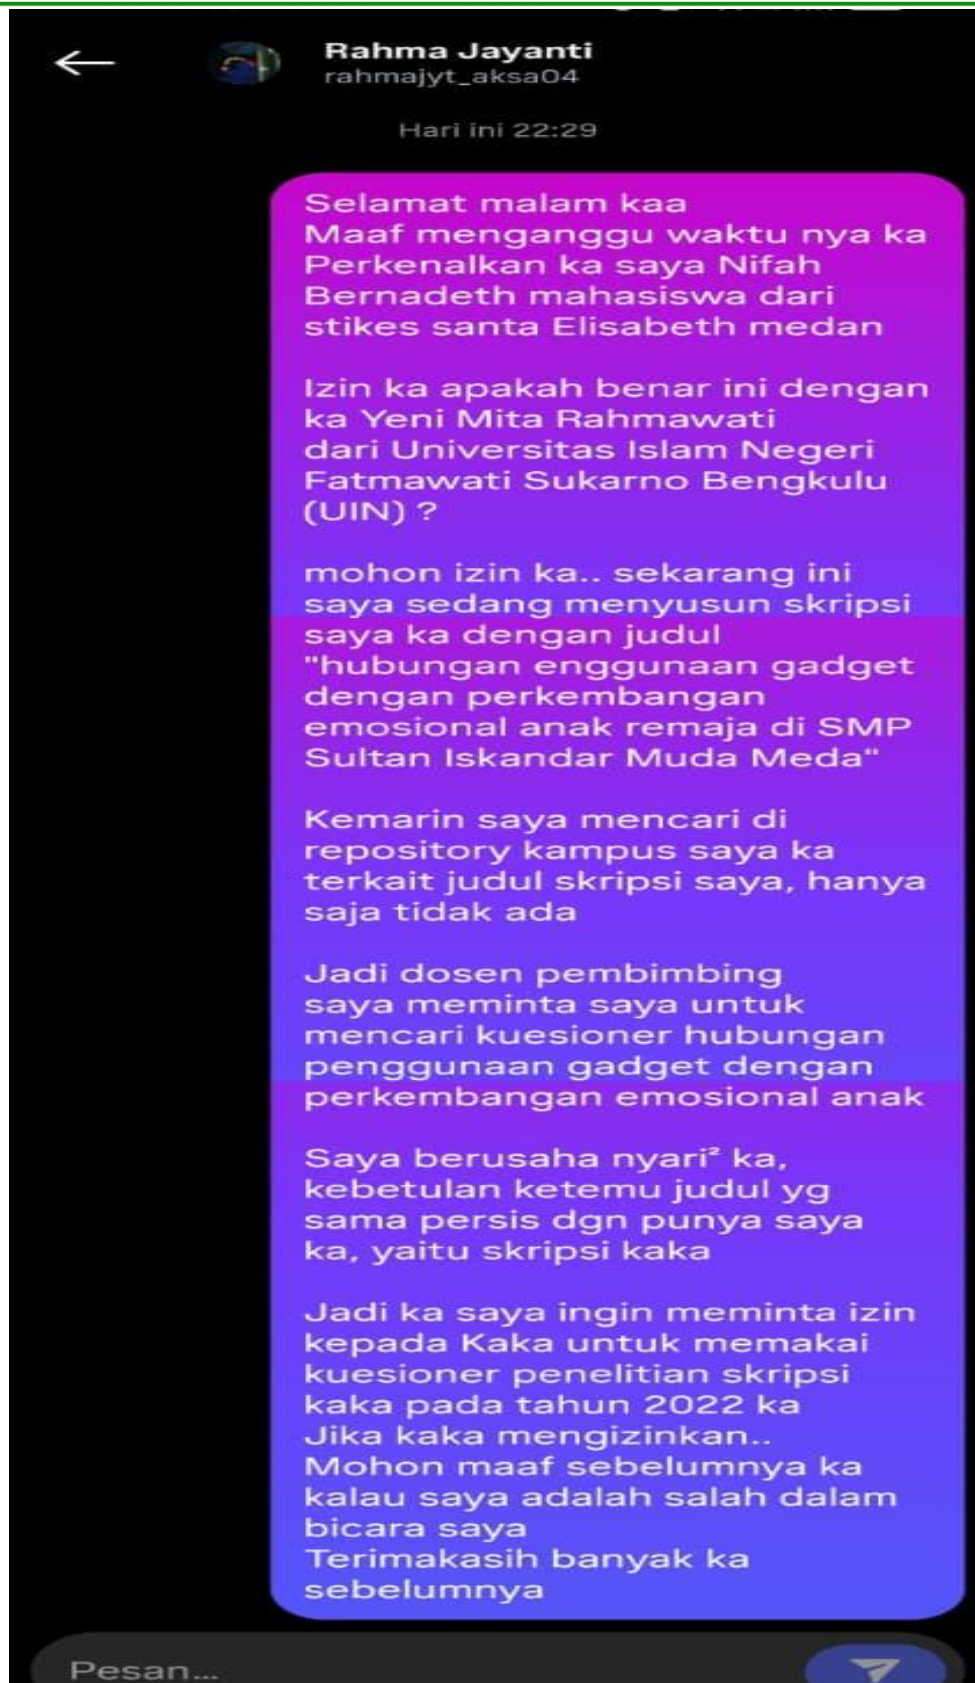 Rahma Jayanti
rahmajyt_aksa04
Hari ini 22:29
Selamat malam kaa
Maaf menganggu waktu nya ka
Perkenalkan ka saya Nifah
Bernadeth mahasiswa dari
stikes santa Elisabeth medan
Izin ka apakah benar ini dengan
ka Yeni Mita Rahmawati
dari Universitas Islam Negeri
Fatmawati Sukarno Bengkulu
(UIN) ?
mohon izin ka.. sekarang ini
saya sedang menyusun skripsi
saya ka dengan judul
"hubungan enggunaan gadget
dengan perkembangan
emosional anak remaja di SMP
Sultan Iskandar Muda Meda"
Kemarin saya mencari di
repository kampus saya ka
terkait judul skripsi saya, hanya
saja tidak ada
Jadi dosen pembimbing
saya meminta saya untuk
mencari kuesioner hubungan
penggunaan gadget dengan
perkembangan emosional anak
Saya berusaha nyari² ka,
kebetulan ketemu judul yg
sama persis dgn punya saya
ka, yaitu skripsi kaka
Jadi ka saya ingin meminta izin
kepada Kaka untuk memakai
kuesioner penelitian skripsi
kaka pada tahun 2022 ka
Jika kaka mengizinkan..
Mohon maaf sebelumnya ka
kalau saya adalah salah dalam
bicara saya
Terimakasih banyak ka
sebelumnya
Pesan...